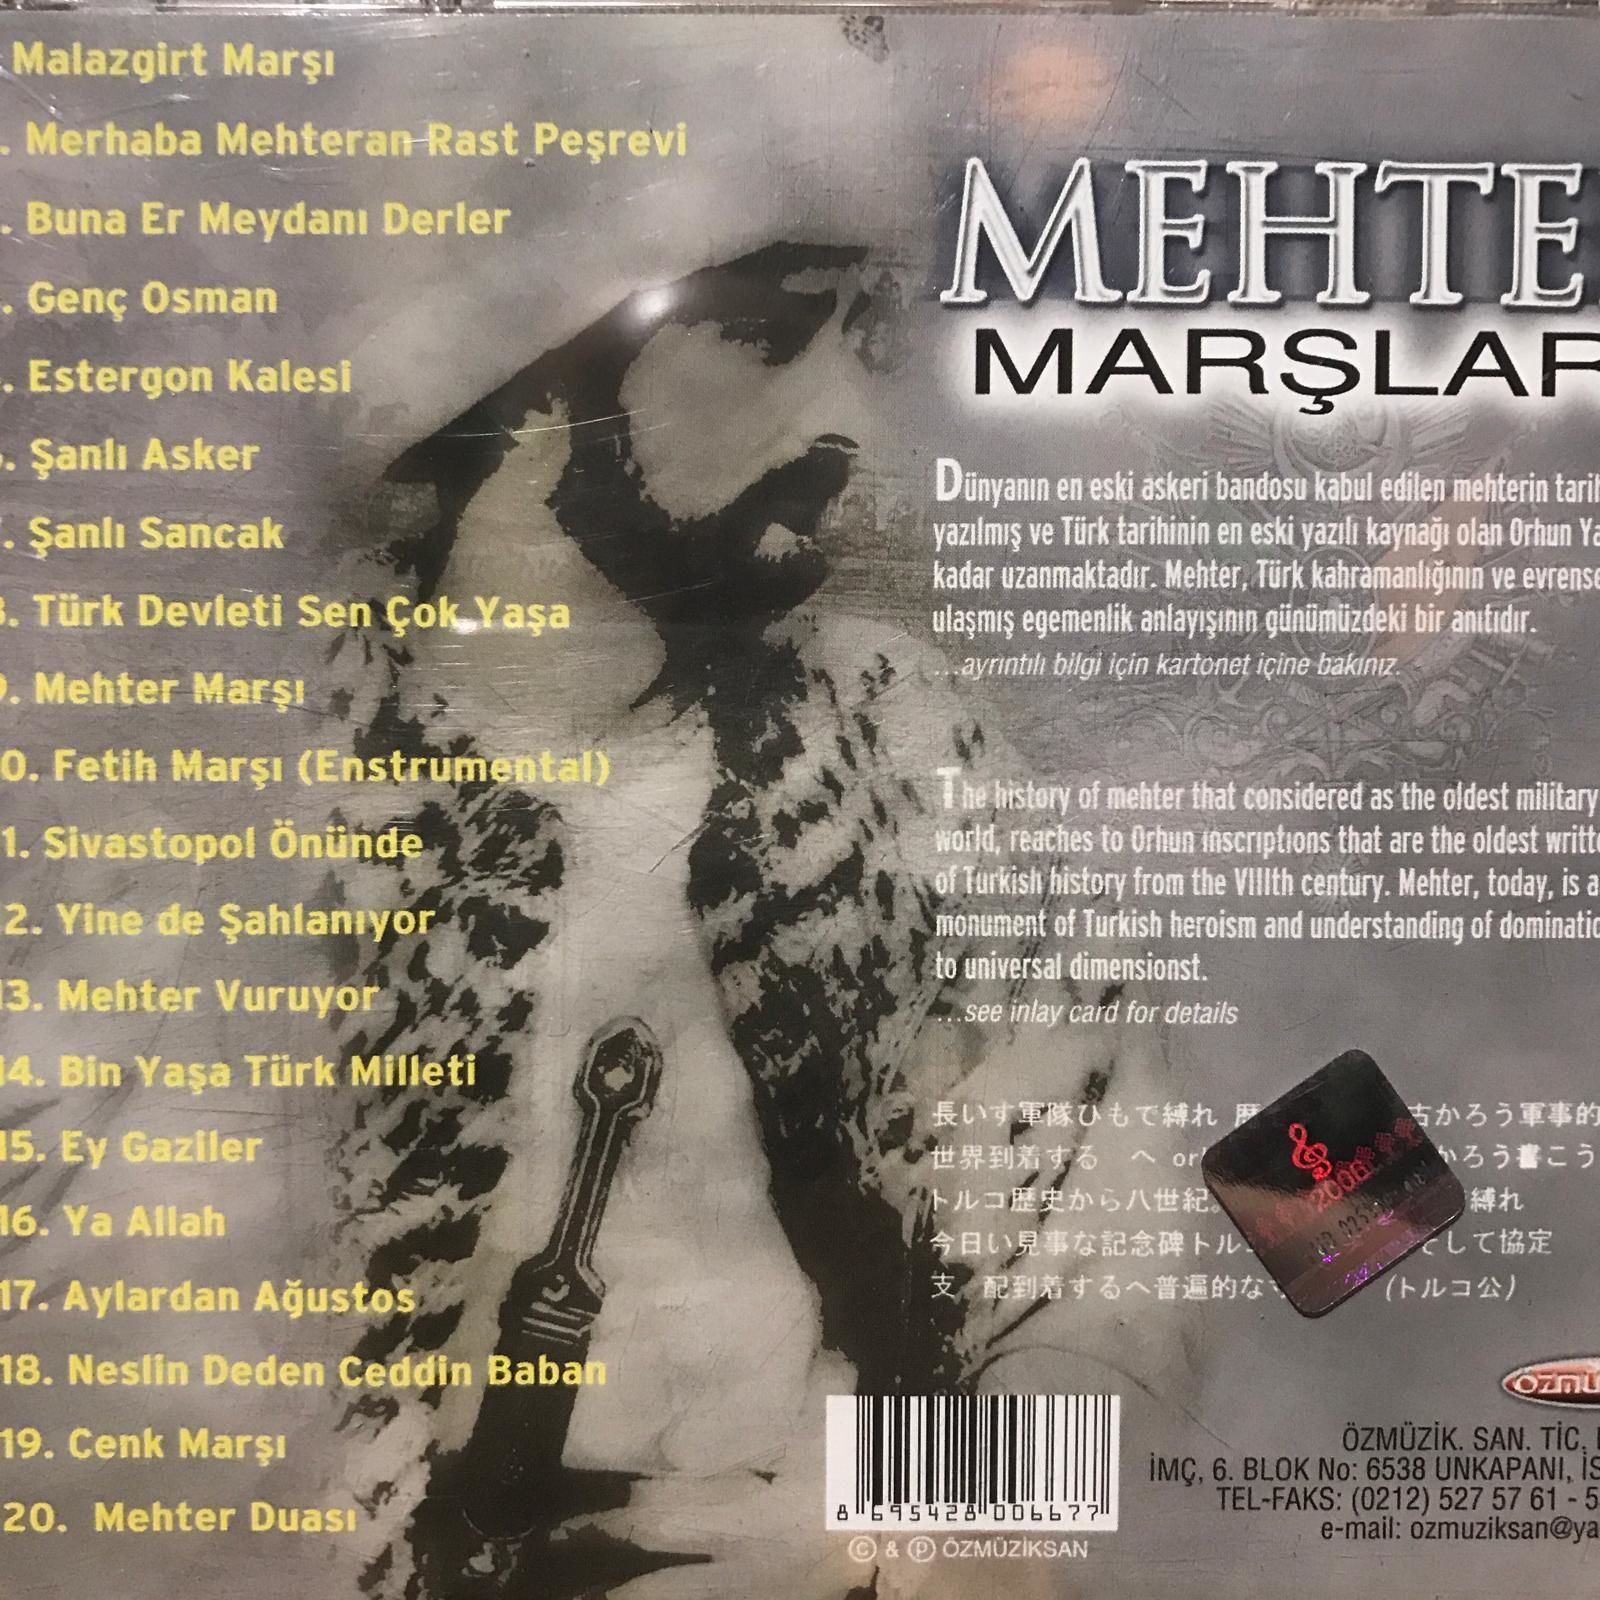 Malazgirt Marşı
. Merhaba Mehteran Rast Peşrevi
. Buna Er Meydanı Derler
. Genç Osman
. Estergon Kalesi
. Şanlı Asker
. Şanlı Sancak
. Türk Devleti Sen Çok Yaşa
. Mehter Marşı
0. Fetih Marşı (Enstrumental)
1. Sivastopol Önünde
2. Yine de Şahlanıyor
13. Mehter Vuruyor
14. Bin Yaşa Türk Milleti
15. Ey Gaziler
16. Ya Allah
17. Aylardan Ağustos
18. Neslin Deden Ceddin Baban
19. Cenk Marşı
20. Mehter Duası
MEHTE
MARŞLAR
Dünyanın en eski askeri bandosu kabul edilen mehterin tarih
yazılmış ve Türk tarihinin en eski yazılı kaynağı olan Orhun Ya
kadar uzanmaktadır. Mehter, Türk kahramanlığının ve evrense
ulaşmış egemenlik anlayışının günümüzdeki bir anıtıdır.
...ayrıntılı bilgi için kartonet içine bakınız.
The history of mehter that considered as the oldest military
world, reaches to Orhun inscriptions that are the oldest writt
of Turkish history from the VIIIth century. Mehter, today, is a
monument of Turkish heroism and understanding of dominatio
to universal dimensionst.
...see inlay card for details
長いす軍隊ひもで縛れ 古かろう軍事的
世界到着する へ or かろう書こう
トルコ歴史から八世紀。 縛れ
今日い見事な記念碑トル そして協定
支 配到着するへ普遍的な (トルコ公)
2006
ÖZMÜ
ÖZMÜZİK. SAN. TİC.
İMÇ, 6. BLOK No: 6538 UNKAPANI, İS
TEL-FAKS: (0212) 527 57 61 - 5
e-mail: ozmuziksan@ya
8 695428 006677
© & ℗ ÖZMÜZİKSAN